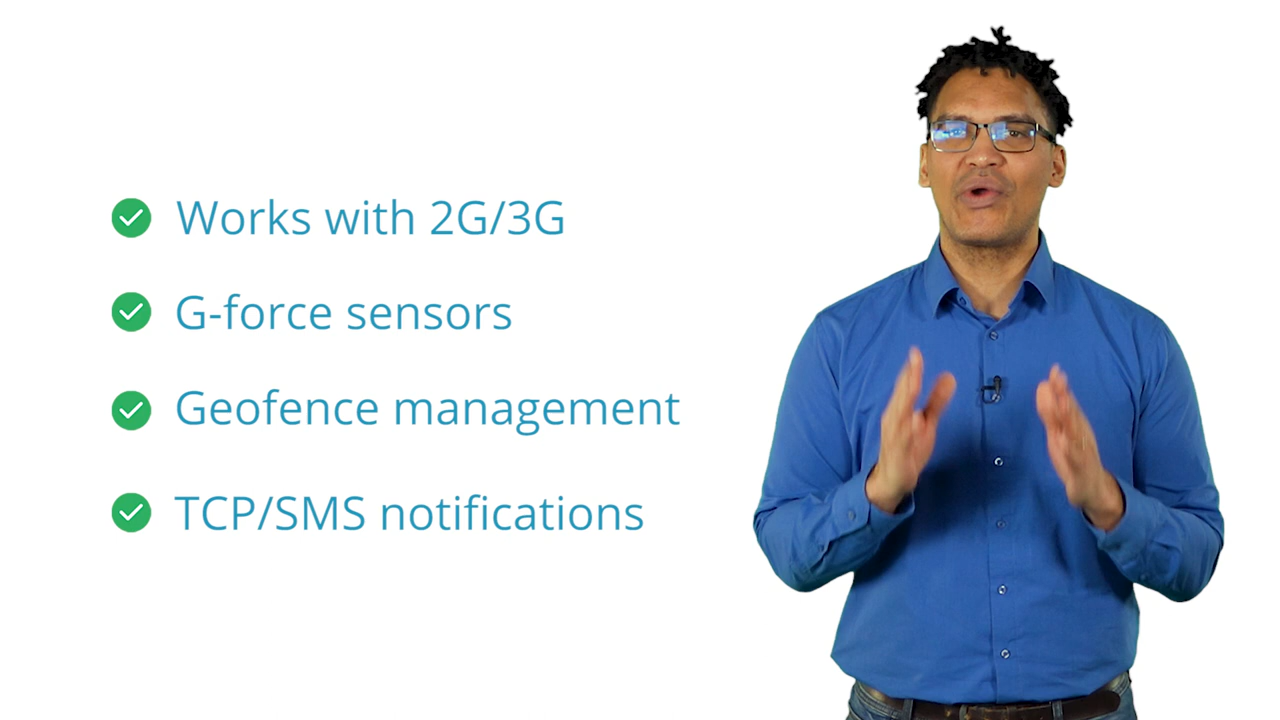 Works with 2G/3G
G-force sensors
Geofence management
TCP/SMS notifications